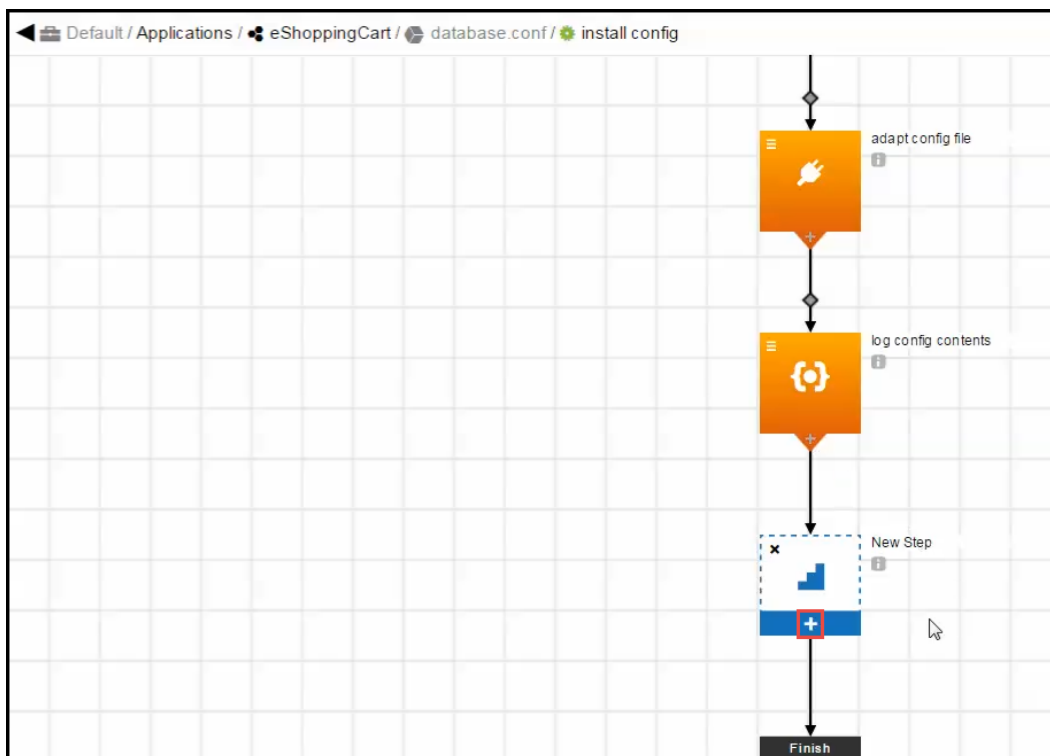 Default / Applications / eShoppingCart / database.conf / install config
adapt config file
log config contents
New Step
Finish